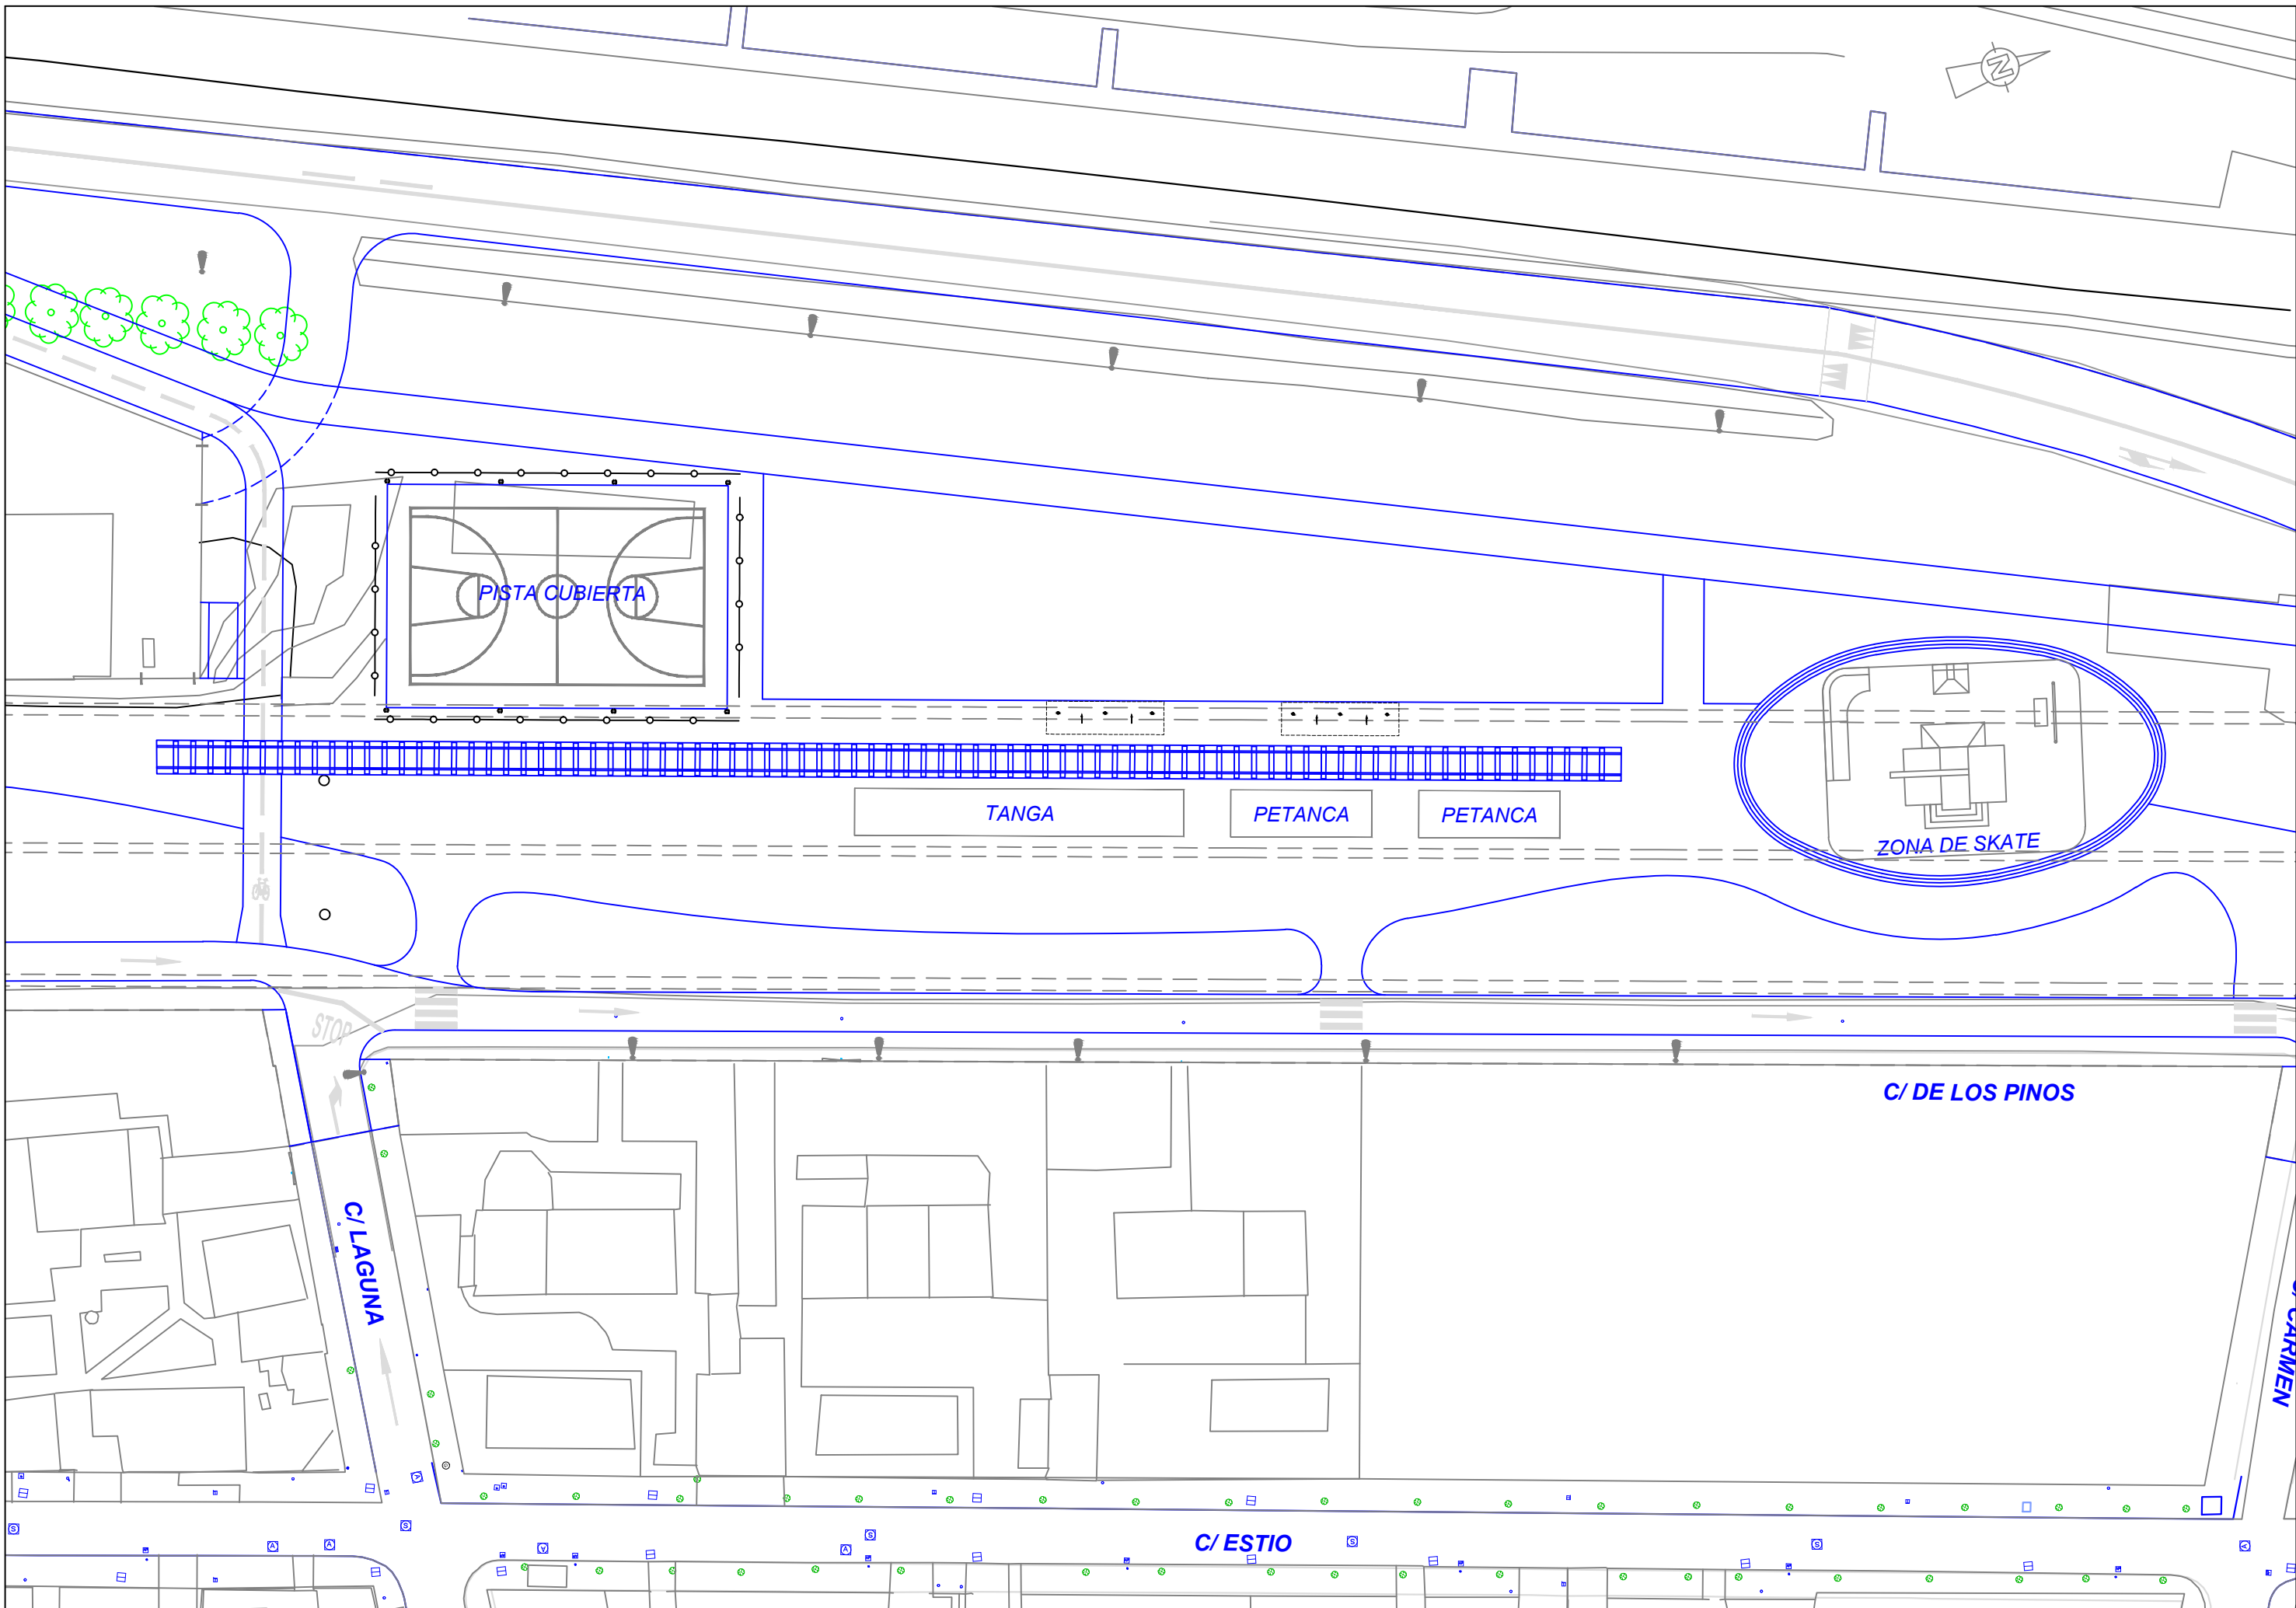 N
PISTA CUBIERTA
TANGA
PETANCA
PETANCA
ZONA DE SKATE
STOP
C/ DE LOS PINOS
C/ LAGUNA
C/ CARMEN
C/ ESTIO